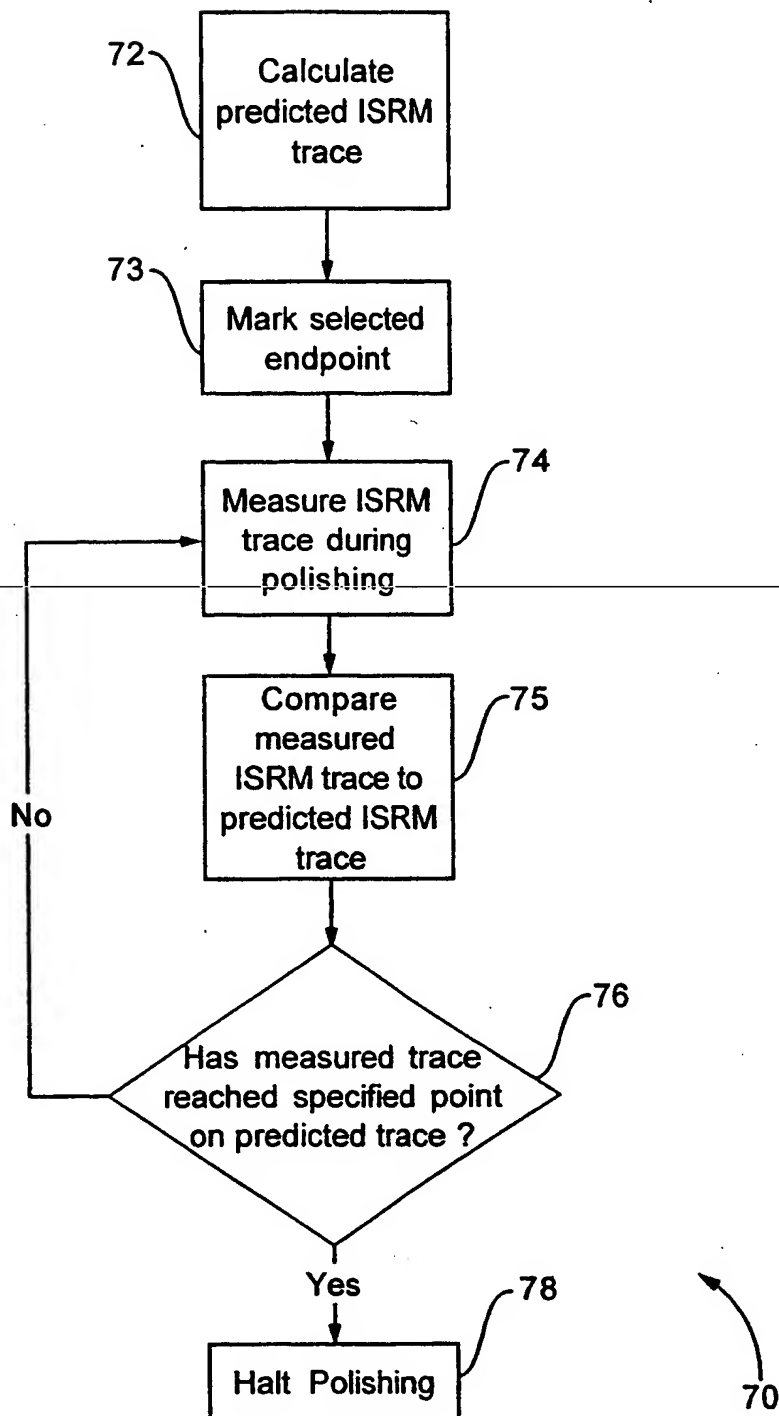 72
Calculate
predicted ISRM
trace
73
Mark selected
endpoint
74
Measure ISRM
trace during
polishing
75
Compare
measured
ISRM trace to
predicted ISRM
trace
No
76
Has measured trace
reached specified point
on predicted trace ?
Yes
78
Halt Polishing
70